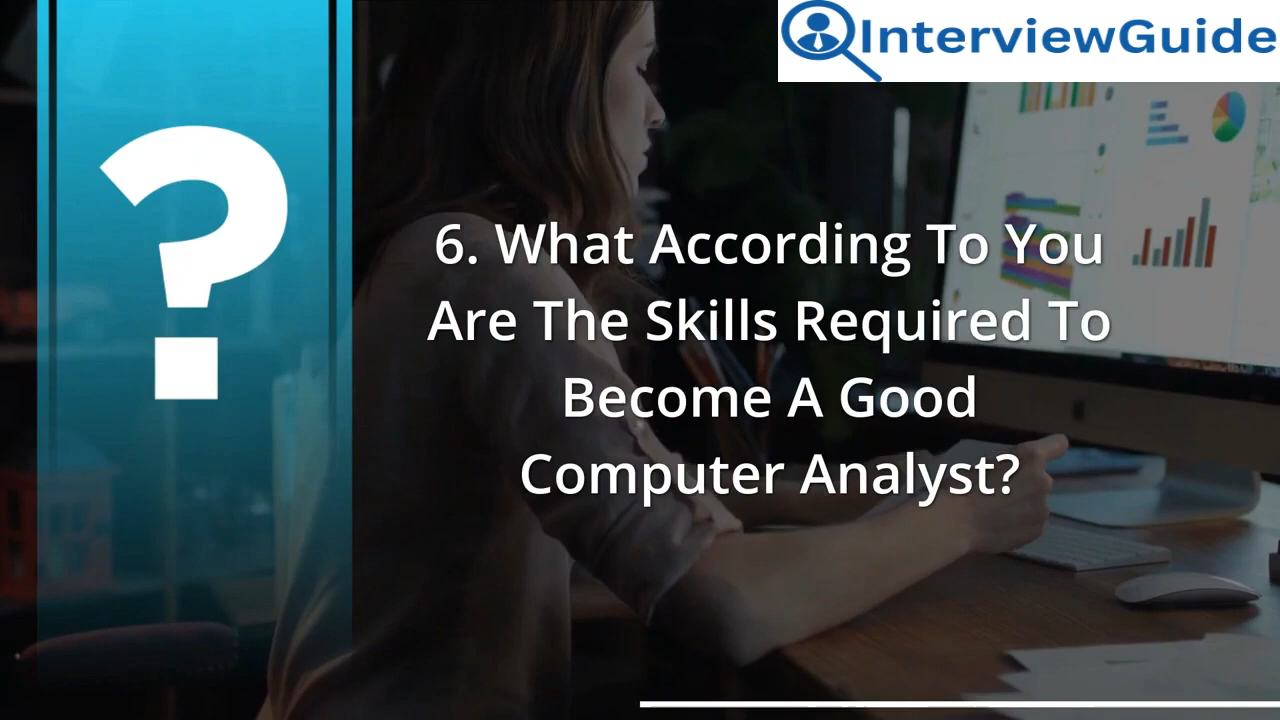 InterviewGuide
?
6. What According To You
Are The Skills Required To
Become A Good
Computer Analyst?